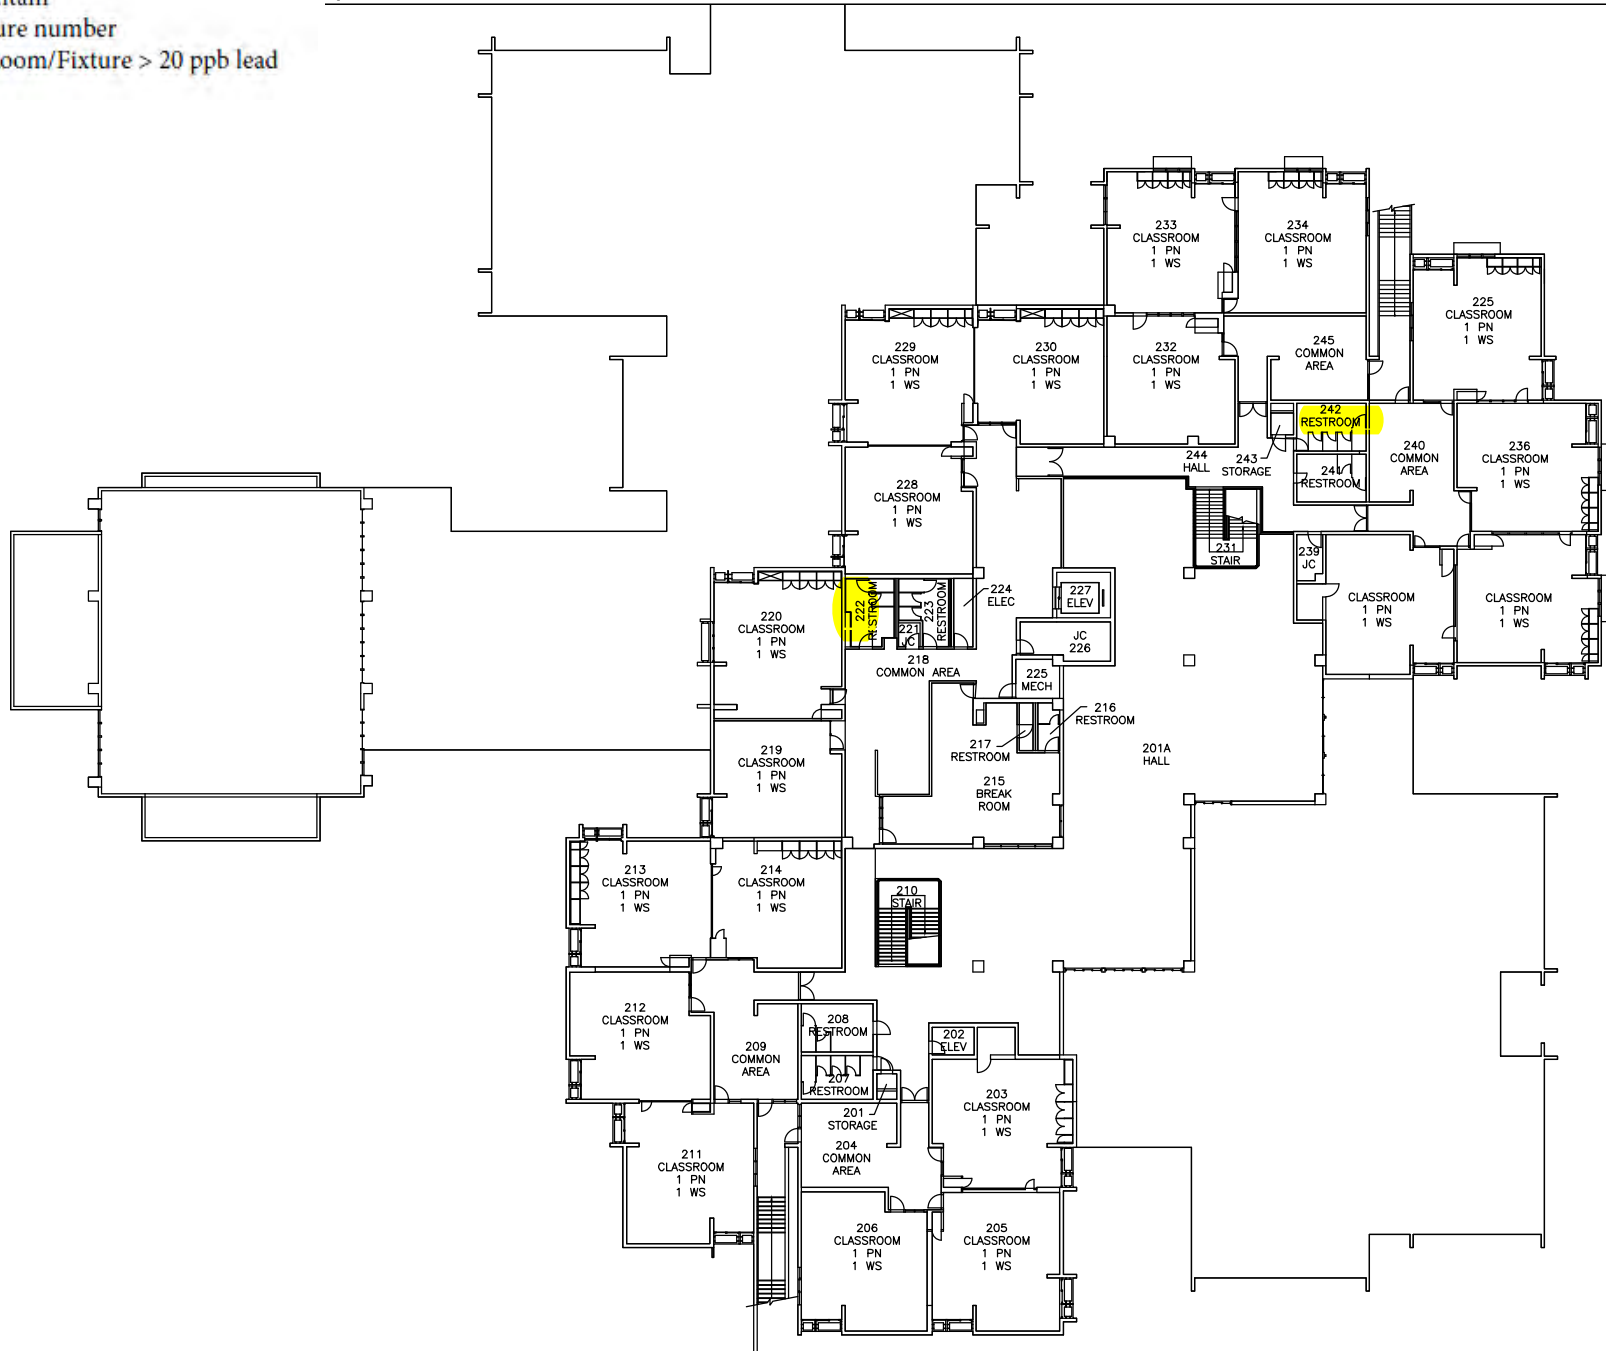 ure number
oom/Fixture > 20 ppb lead
233
CLASSROOM
1 PN
1 WS
234
CLASSROOM
1 PN
1 WS
225
CLASSROOM
1 PN
1 WS
229
CLASSROOM
1 PN
1 WS
230
CLASSROOM
1 PN
1 WS
232
CLASSROOM
1 PN
1 WS
245
COMMON
AREA
242
RESTROOM
240
COMMON
AREA
236
CLASSROOM
1 PN
1 WS
244
HALL
243
STORAGE
241
RESTROOM
228
CLASSROOM
1 PN
1 WS
231
STAIR
239
JC
CLASSROOM
1 PN
1 WS
CLASSROOM
1 PN
1 WS
220
CLASSROOM
1 PN
1 WS
222
RESTROOM
221
JC
223
RESTROOM
224
ELEC
227
ELEV
JC
226
218
COMMON AREA
225
MECH
216
RESTROOM
217
RESTROOM
219
CLASSROOM
1 PN
1 WS
215
BREAK
ROOM
201A
HALL
213
CLASSROOM
1 PN
1 WS
214
CLASSROOM
1 PN
1 WS
210
STAIR
212
CLASSROOM
1 PN
1 WS
209
COMMON
AREA
208
RESTROOM
207
RESTROOM
202
ELEV
203
CLASSROOM
1 PN
1 WS
201
STORAGE
204
COMMON
AREA
211
CLASSROOM
1 PN
1 WS
206
CLASSROOM
1 PN
1 WS
205
CLASSROOM
1 PN
1 WS